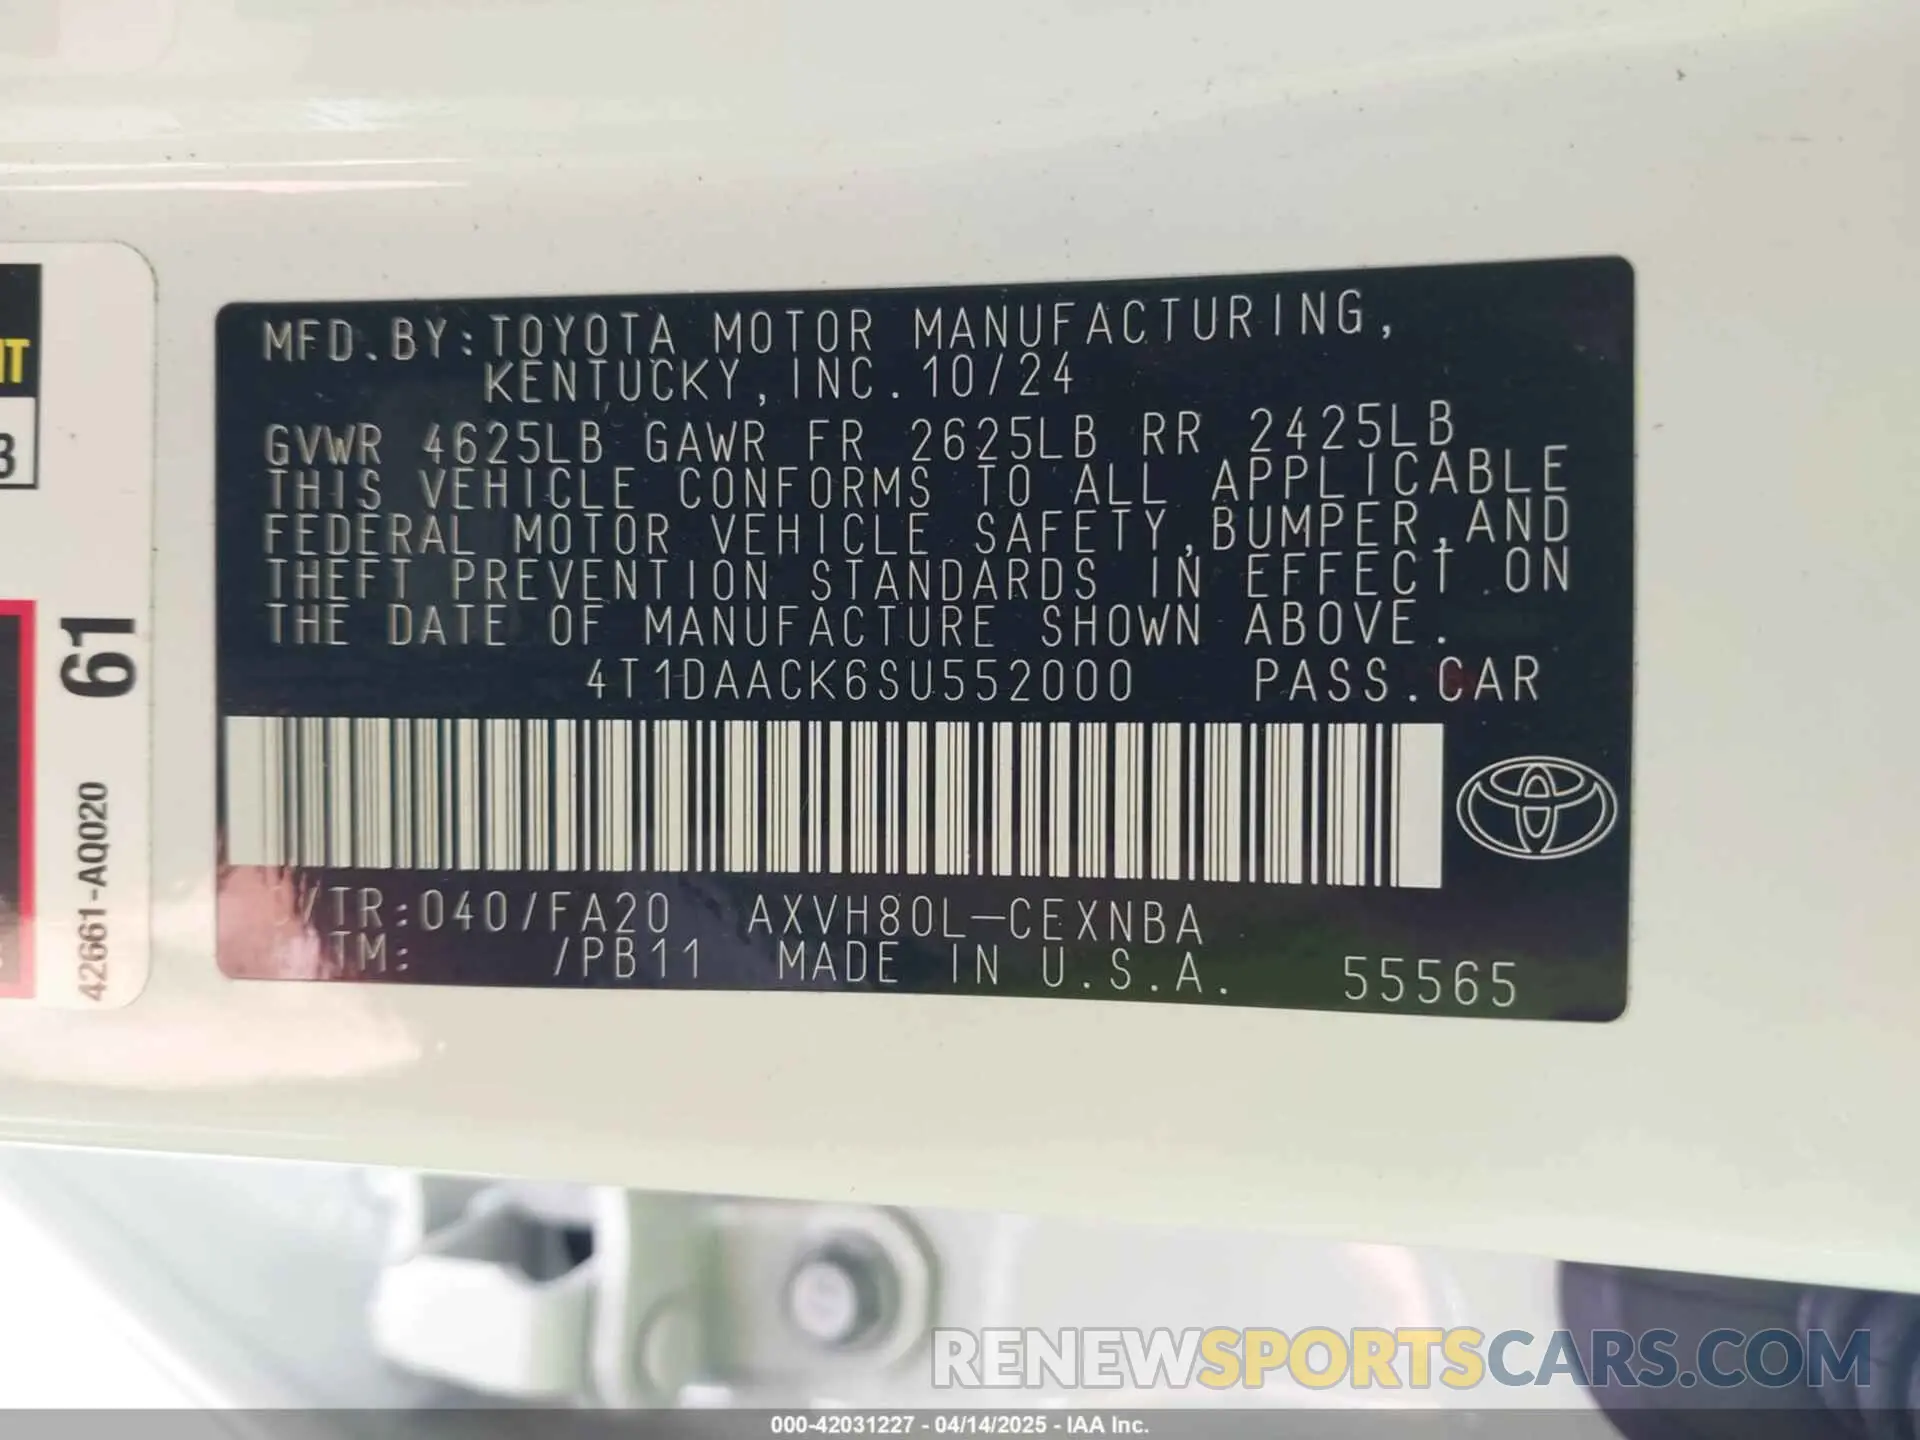 MFD.BY:TOYOTA MOTOR MANUFACTURING,
KENTUCKY,INC.10/24
GVWR 4625LB GAWR FR 2625LB RR 2425LB
THIS VEHICLE CONFORMS TO ALL APPLICABLE
FEDERAL MOTOR VEHICLE SAFETY,BUMPER,AND
THEFT PREVENTION STANDARDS IN EFFECT ON
THE DATE OF MANUFACTURE SHOWN ABOVE.
4T1DAACK6SU552000 PASS.CAR
/TR:040/FA20 AXVH80L-CEXNBA
TM: /PB11 MADE IN U.S.A. 55565
42661-AQ020 61
RENEWSPORTSCARS.COM
000-42031227 - 04/14/2025 - IAA Inc.